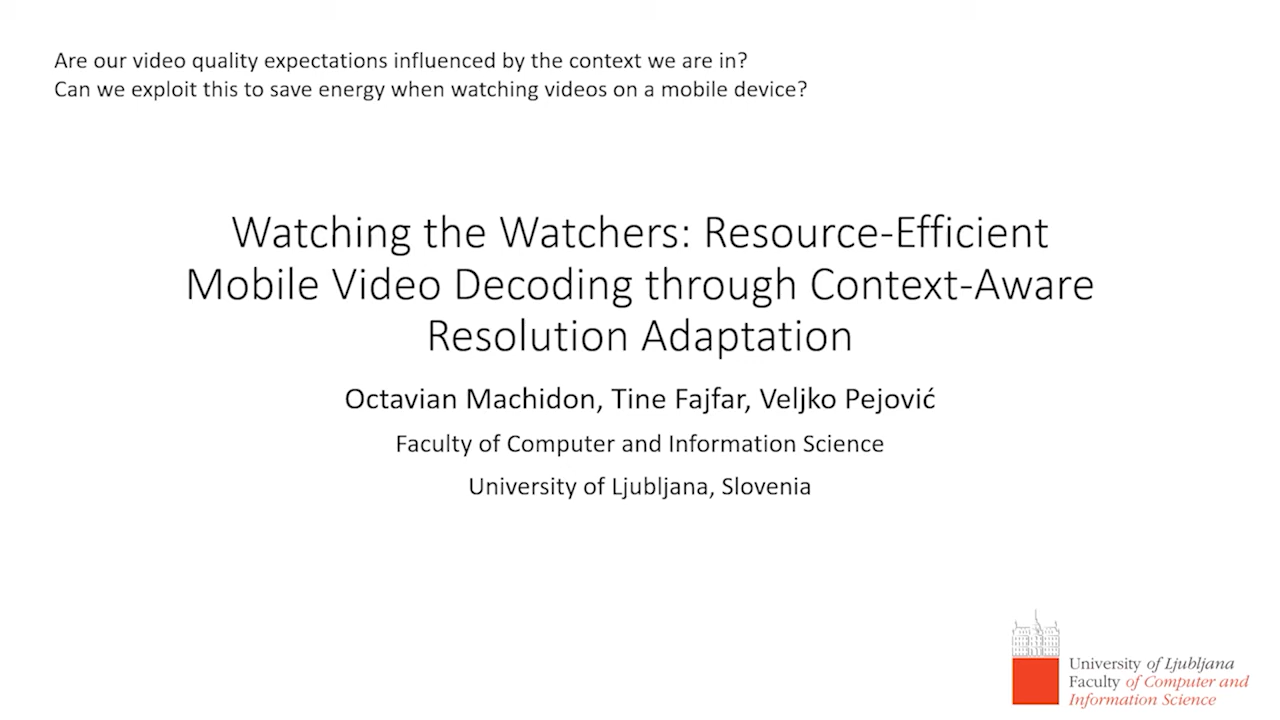 Are our video quality expectations influenced by the context we are in?
Can we exploit this to save energy when watching videos on a mobile device?
Watching the Watchers: Resource-Efficient
Mobile Video Decoding through Context-Aware
Resolution Adaptation
Octavian Machidon, Tine Fajfar, Veljko Pejović
Faculty of Computer and Information Science
University of Ljubljana, Slovenia
University of Ljubljana
Faculty of Computer and
Information Science